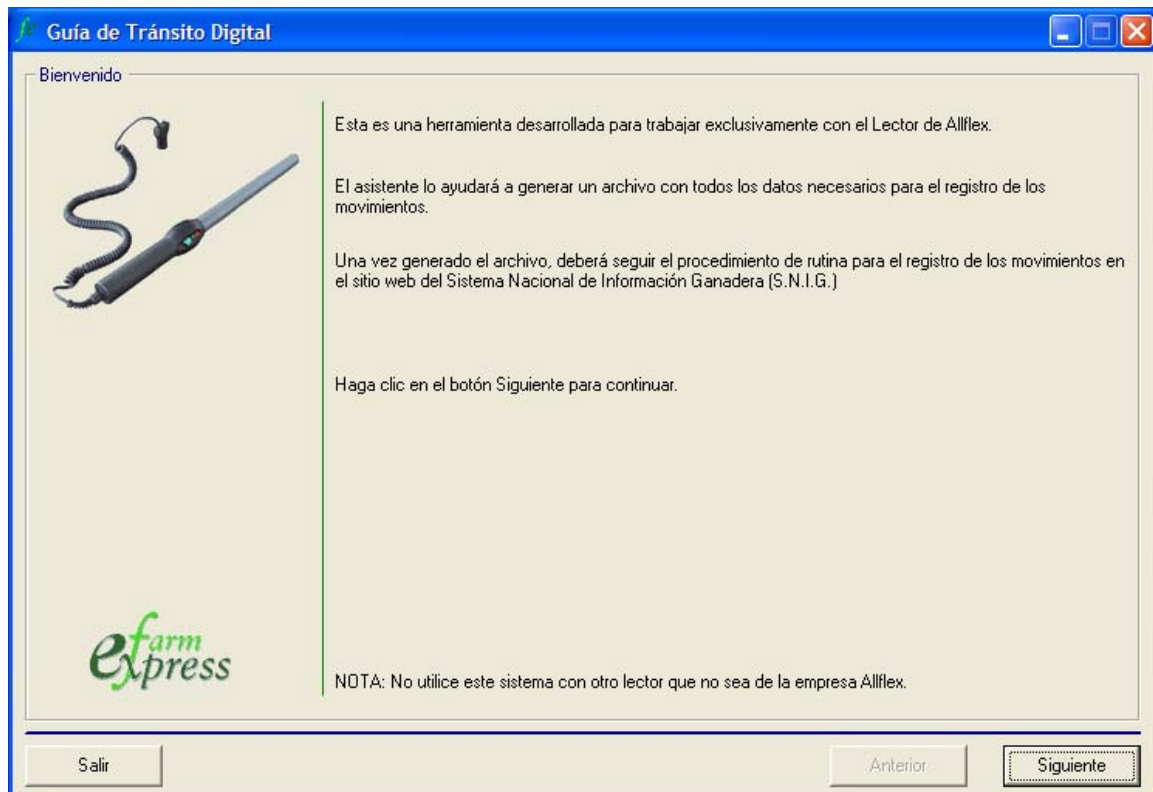 Guía de Tránsito Digital
Bienvenido
Esta es una herramienta desarrollada para trabajar exclusivamente con el Lector de Allflex.
El asistente lo ayudará a generar un archivo con todos los datos necesarios para el registro de los
movimientos.
Una vez generado el archivo, deberá seguir el procedimiento de rutina para el registro de los movimientos en
el sitio web del Sistema Nacional de Información Ganadera (S.N.I.G.)
Haga clic en el botón Siguiente para continuar.
farm
express
NOTA: No utilice este sistema con otro lector que no sea de la empresa Allflex.
Salir
Anterior
Siguiente